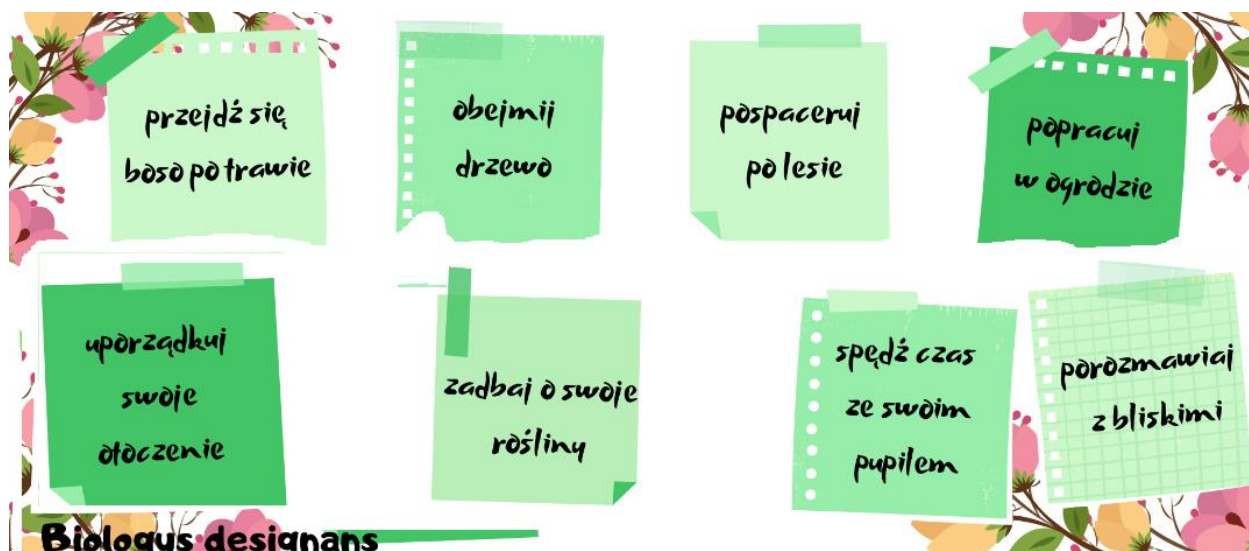 przejdź się
boso po trawie
obejmij
drzewo
pospaceruj
po lesie
popracuj
w ogrodzie
uporządkuj
swoje
otoczenie
zadbaj o swoje
rośliny
spędź czas
ze swoim
pupilem
porozmawiaj
z bliskimi
Biologus designans